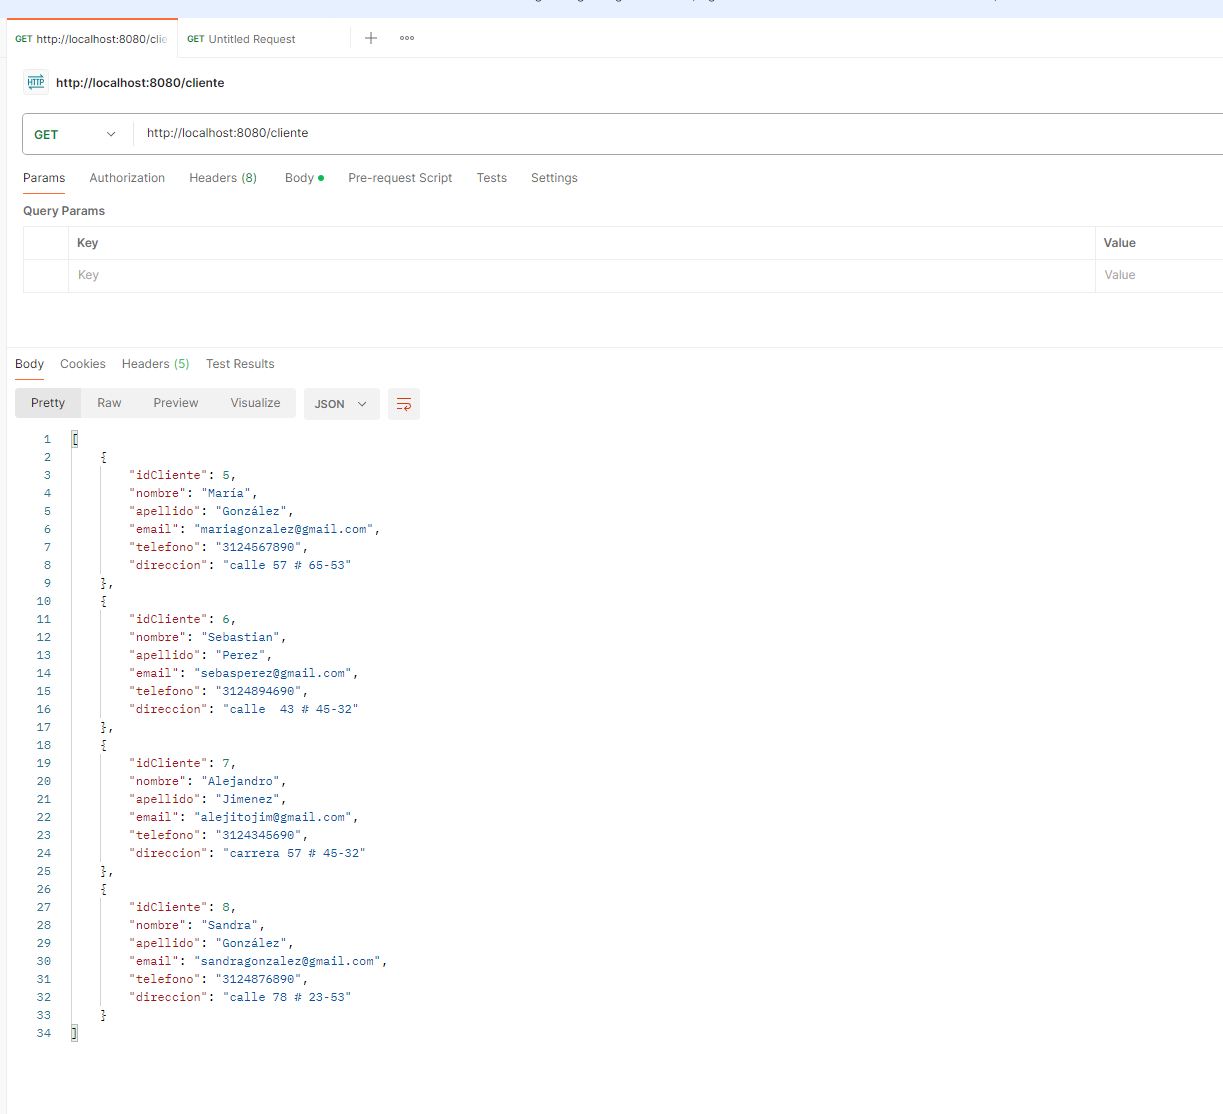 GET http://localhost:8080/clie GET Untitled Request
HTTP http://localhost:8080/cliente
GET http://localhost:8080/cliente
Params Authorization Headers (8) Body Pre-request Script Tests Settings
Query Params
Key Value
Key Value
Body Cookies Headers (5) Test Results
Pretty Raw Preview Visualize JSON
1 [
2 {
3 "idCliente": 5,
4 "nombre": "María",
5 "apellido": "González",
6 "email": "mariagonzalez@gmail.com",
7 "telefono": "3124567890",
8 "direccion": "calle 57 # 65-53"
9 },
10 {
11 "idCliente": 6,
12 "nombre": "Sebastian",
13 "apellido": "Perez",
14 "email": "sebasperez@gmail.com",
15 "telefono": "3124894690",
16 "direccion": "calle  43 # 45-32"
17 },
18 {
19 "idCliente": 7,
20 "nombre": "Alejandro",
21 "apellido": "Jimenez",
22 "email": "alejitojim@gmail.com",
23 "telefono": "3124345690",
24 "direccion": "carrera 57 # 45-32"
25 },
26 {
27 "idCliente": 8,
28 "nombre": "Sandra",
29 "apellido": "González",
30 "email": "sandragonzalez@gmail.com",
31 "telefono": "3124876890",
32 "direccion": "calle 78 # 23-53"
33 }
34 ]